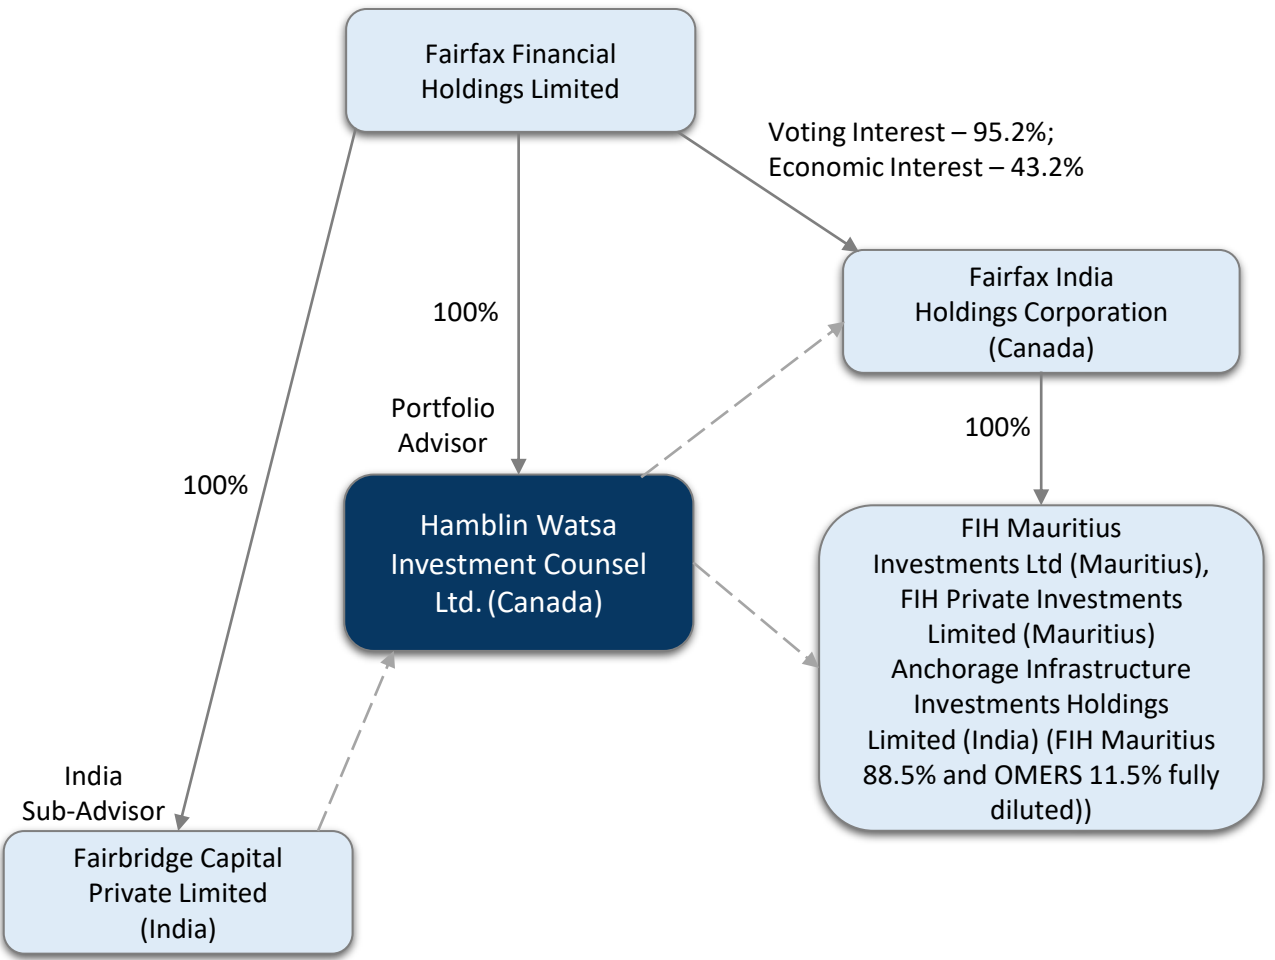 Fairfax Financial
Holdings Limited
Voting Interest – 95.2%;
Economic Interest – 43.2%
Fairfax India
Holdings Corporation
(Canada)
100%
Portfolio
Advisor
100%
100%
Hamblin Watsa
Investment Counsel
Ltd. (Canada)
FIH Mauritius
Investments Ltd (Mauritius),
FIH Private Investments
Limited (Mauritius)
Anchorage Infrastructure
Investments Holdings
Limited (India) (FIH Mauritius
88.5% and OMERS 11.5% fully
diluted))
India
Sub-Advisor
Fairbridge Capital
Private Limited
(India)